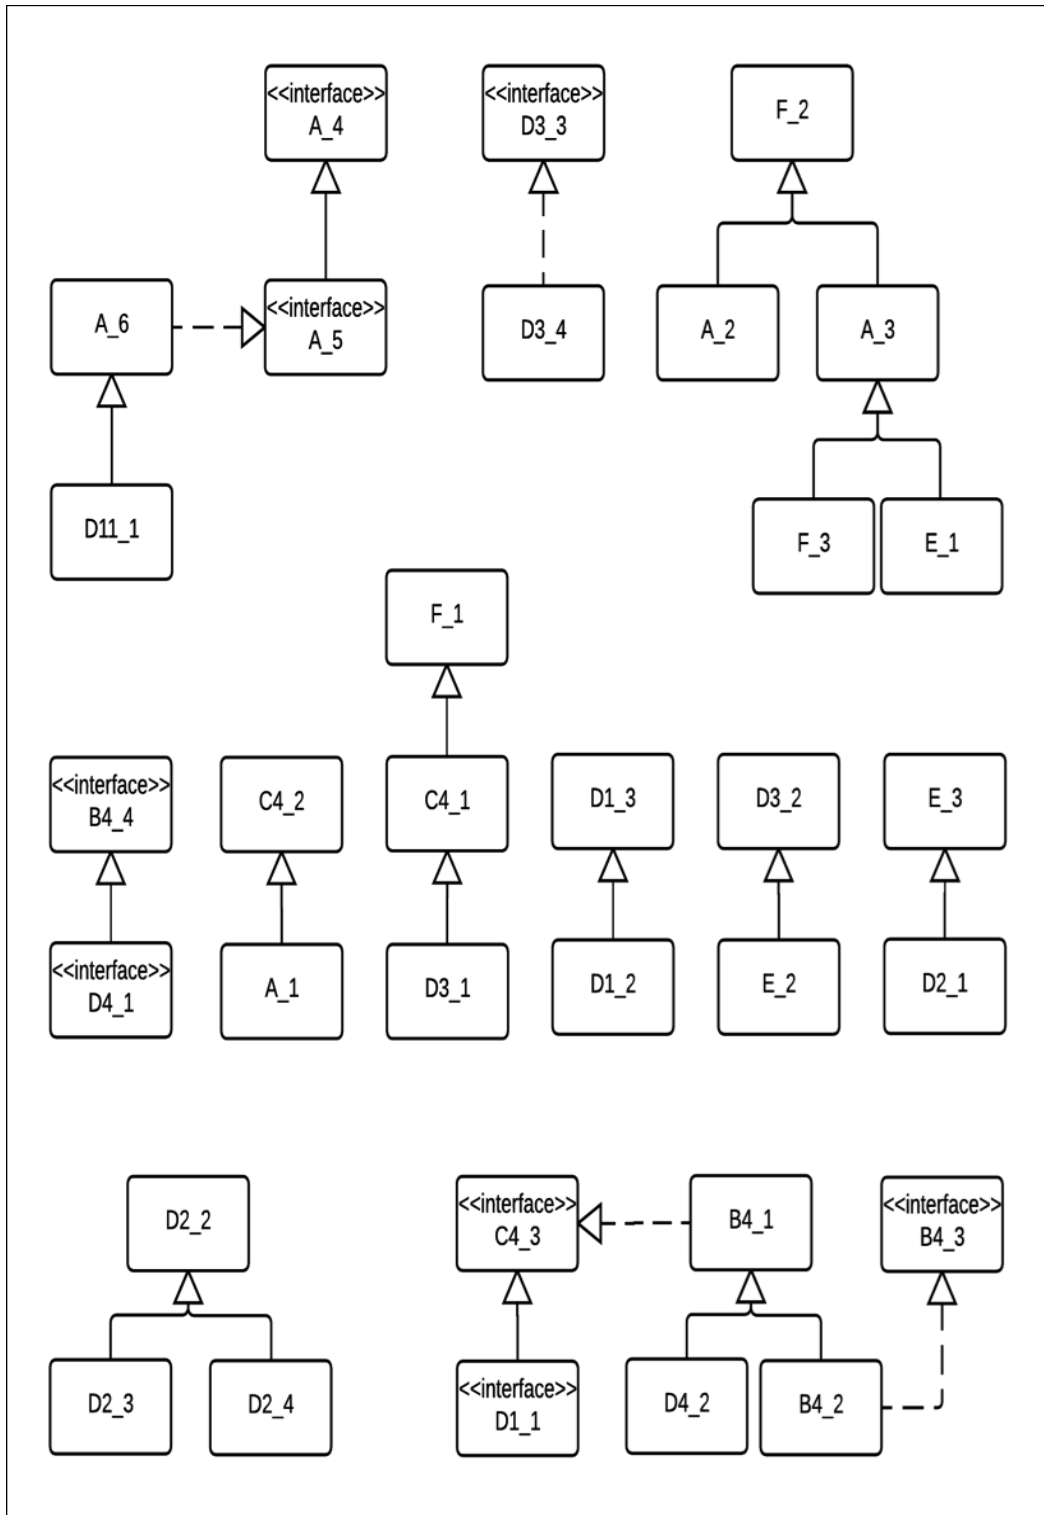 <<interface>>
A_4
<<interface>>
D3_3
F_2
A_6
<<interface>>
A_5
D3_4
A_2
A_3
D11_1
F_3
E_1
F_1
<<interface>>
B4_4
C4_2
C4_1
D1_3
D3_2
E_3
<<interface>>
D4_1
A_1
D3_1
D1_2
E_2
D2_1
D2_2
<<interface>>
C4_3
B4_1
<<interface>>
B4_3
D2_3
D2_4
<<interface>>
D1_1
D4_2
B4_2